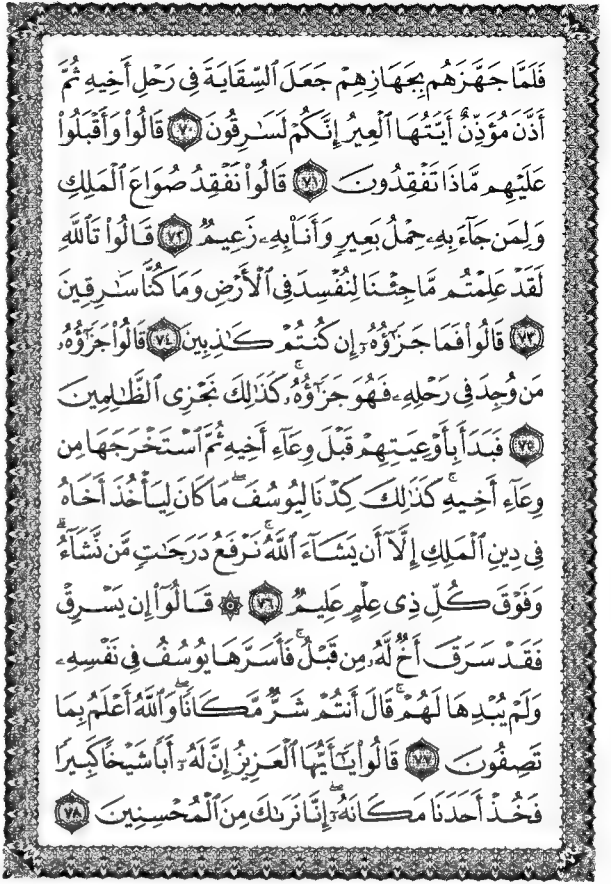 فَلَمَّا جَهَّزَهُم بِجَهَازِهِمْ جَعَلَ ٱلسِّقَايَةَ فِى رَحْلِ أَخِيهِ ثُمَّ
أَذَّنَ مُؤَذِّنٌ أَيَّتُهَا ٱلْعِيرُ إِنَّكُمْ لَسَـٰرِقُونَ ٧٠ قَالُوا۟ وَأَقْبَلُوا۟
عَلَيْهِم مَّاذَا تَفْقِدُونَ ٧١ قَالُوا۟ نَفْقِدُ صُوَاعَ ٱلْمَلِكِ
وَلِمَن جَآءَ بِهِۦ حِمْلُ بَعِيرٍ وَأَنَا۠ بِهِۦ زَعِيمٌ ٧٢ قَالُوا۟ تَٱللَّهِ
لَقَدْ عَلِمْتُم مَّا جِئْنَا لِنُفْسِدَ فِى ٱلْأَرْضِ وَمَا كُنَّا سَـٰرِقِينَ
٧٣ قَالُوا۟ فَمَا جَزَٰٓؤُهُۥٓ إِن كُنتُمْ كَـٰذِبِينَ ٧٤ قَالُوا۟ جَزَٰٓؤُهُۥ
مَن وُجِدَ فِى رَحْلِهِۦ فَهُوَ جَزَٰٓؤُهُۥ ۚ كَذَٰلِكَ نَجْزِى ٱلظَّـٰلِمِينَ
٧٥ فَبَدَأَ بِأَوْعِيَتِهِمْ قَبْلَ وِعَآءِ أَخِيهِ ثُمَّ ٱسْتَخْرَجَهَا مِن
وِعَآءِ أَخِيهِ ۚ كَذَٰلِكَ كِدْنَا لِيُوسُفَ ۖ مَا كَانَ لِيَأْخُذَ أَخَاهُ
فِى دِينِ ٱلْمَلِكِ إِلَّآ أَن يَشَآءَ ٱللَّهُ ۚ نَرْفَعُ دَرَجَـٰتٍ مَّن نَّشَآءُ ۗ
وَفَوْقَ كُلِّ ذِى عِلْمٍ عَلِيمٌ ٧٦ ۞ قَالُوٓا۟ إِن يَسْرِقْ
فَقَدْ سَرَقَ أَخٌ لَّهُۥ مِن قَبْلُ ۚ فَأَسَرَّهَا يُوسُفُ فِى نَفْسِهِۦ
وَلَمْ يُبْدِهَا لَهُمْ ۚ قَالَ أَنتُمْ شَرٌّ مَّكَانًا ۖ وَٱللَّهُ أَعْلَمُ بِمَا
تَصِفُونَ ٧٧ قَالُوا۟ يَـٰٓأَيُّهَا ٱلْعَزِيزُ إِنَّ لَهُۥٓ أَبًا شَيْخًا كَبِيرًا
فَخُذْ أَحَدَنَا مَكَانَهُۥٓ ۖ إِنَّا نَرَىٰكَ مِنَ ٱلْمُحْسِنِينَ ٧٨